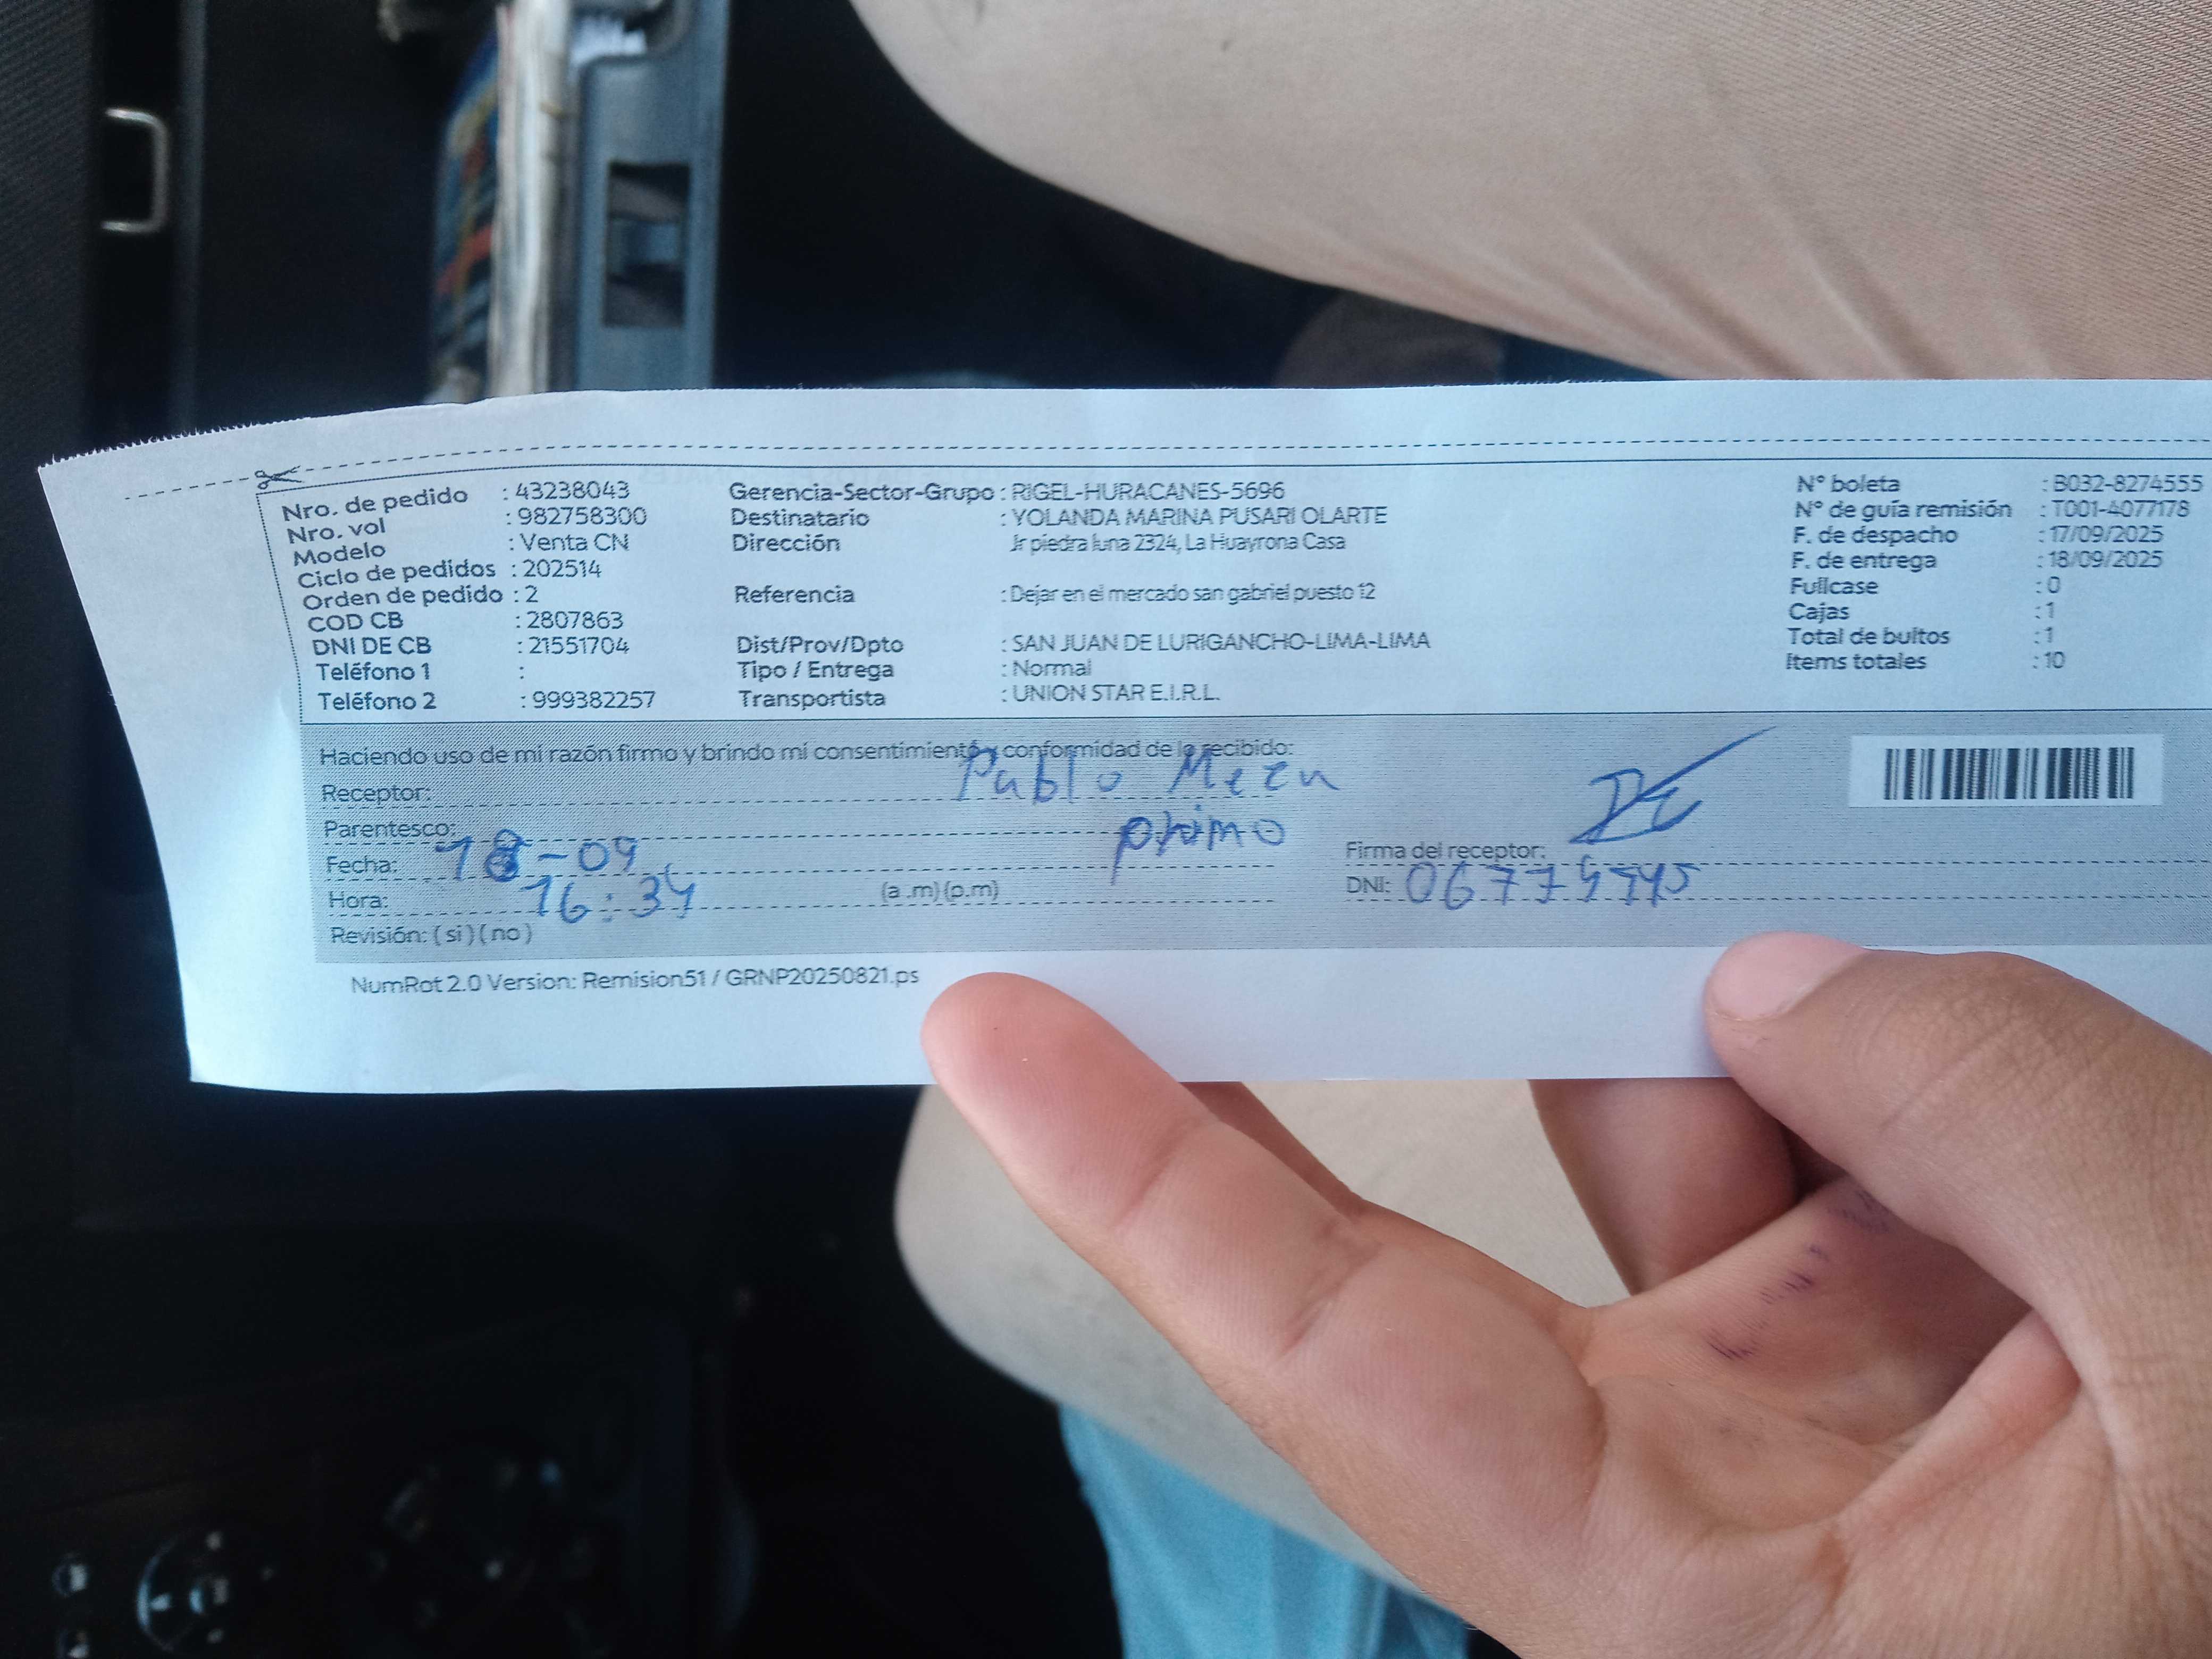 Nro. de pedido : 43238043
Nro. vol : 982758300
Modelo : Venta CN
Ciclo de pedidos : 202514
Orden de pedido : 2
COD CB : 2807863
DNI DE CB : 21551704
Teléfono 1 :
Teléfono 2 : 999382257
Gerencia-Sector-Grupo : RIGEL-HURACANES-5696
Destinatario : YOLANDA MARINA PUSARI OLARTE
Dirección : Jr piedra luna 2324, La Huayrona Casa
Referencia : Dejar en el mercado san gabriel puesto 12
Dist/Prov/Dpto : SAN JUAN DE LURIGANCHO-LIMA-LIMA
Tipo / Entrega : Normal
Transportista : UNION STAR E.I.R.L.
N° boleta : B032-8274555
N° de guía remisión : T001-4077178
F. de despacho : 17/09/2025
F. de entrega : 18/09/2025
Fullcase : 0
Cajas : 1
Total de bultos : 1
Items totales : 10
Haciendo uso de mi razón firmo y brindo mi consentimiento y conformidad de lo recibido:
Receptor: Pablo Meza
Parentesco: primo
Fecha: 18-09
Hora: 16:34 (a .m) (p.m)
Revisión: ( si ) ( no )
Firma del receptor:
DNI:
NumRot 2.0 Version: Remision51 / GRNP20250821.ps